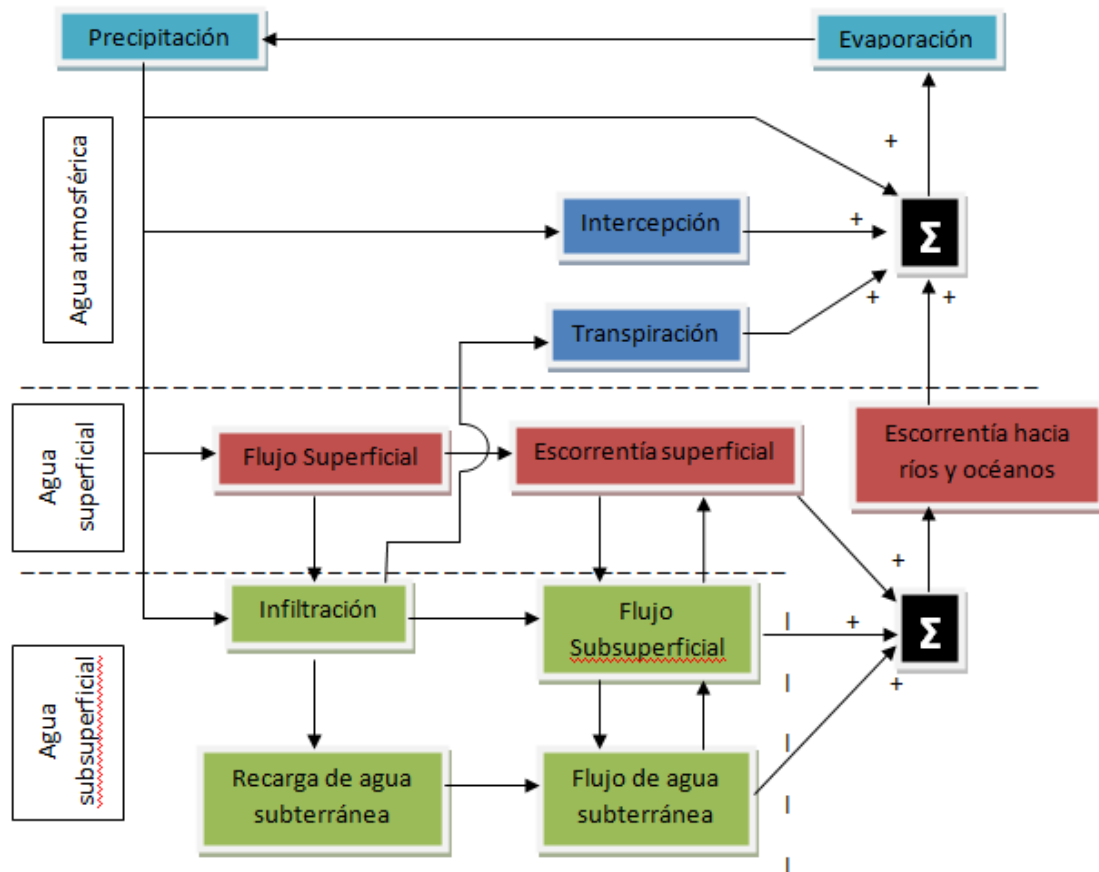 Precipitación
Evaporación
Agua atmosférica
+
Intercepción
+
Σ
Transpiración
+
+
Agua
superficial
Flujo Superficial
Escorrentía superficial
Escorrentía hacia
ríos y océanos
+
Infiltración
Flujo
Subsuperficial
+
Σ
+
Agua
subsuperficial
Recarga de agua
subterránea
Flujo de agua
subterránea